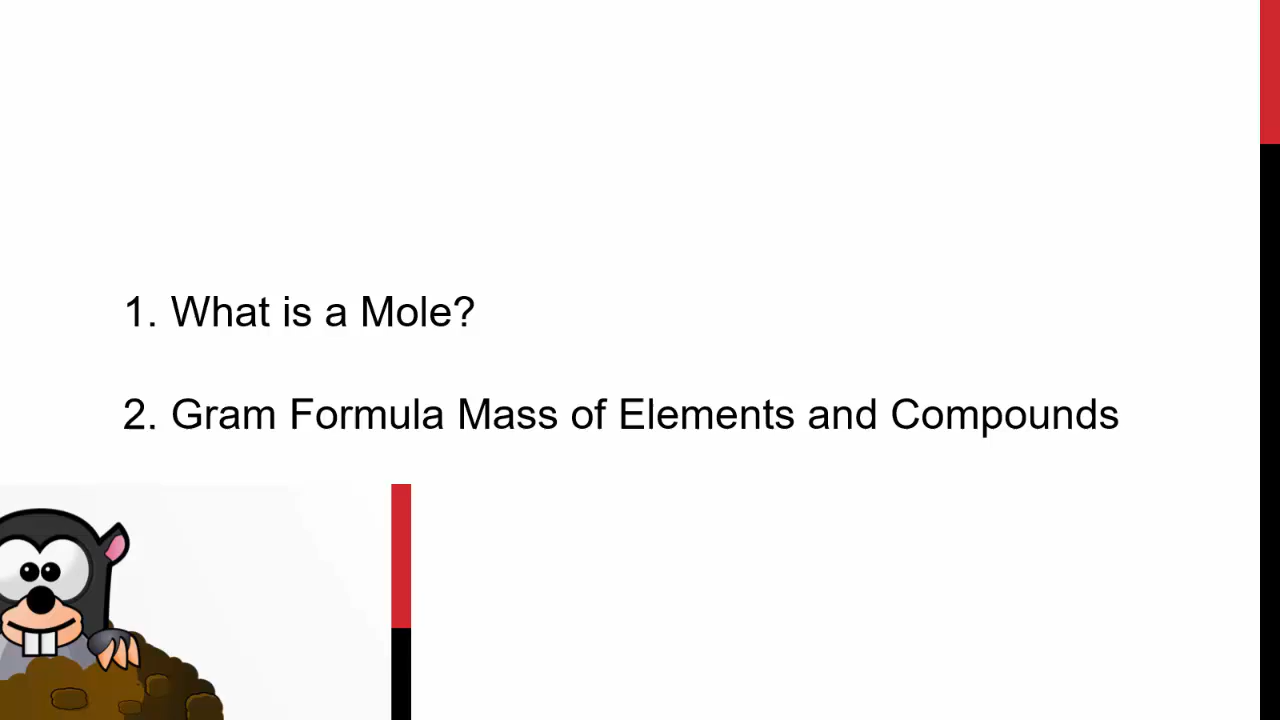 1. What is a Mole?
2. Gram Formula Mass of Elements and Compounds